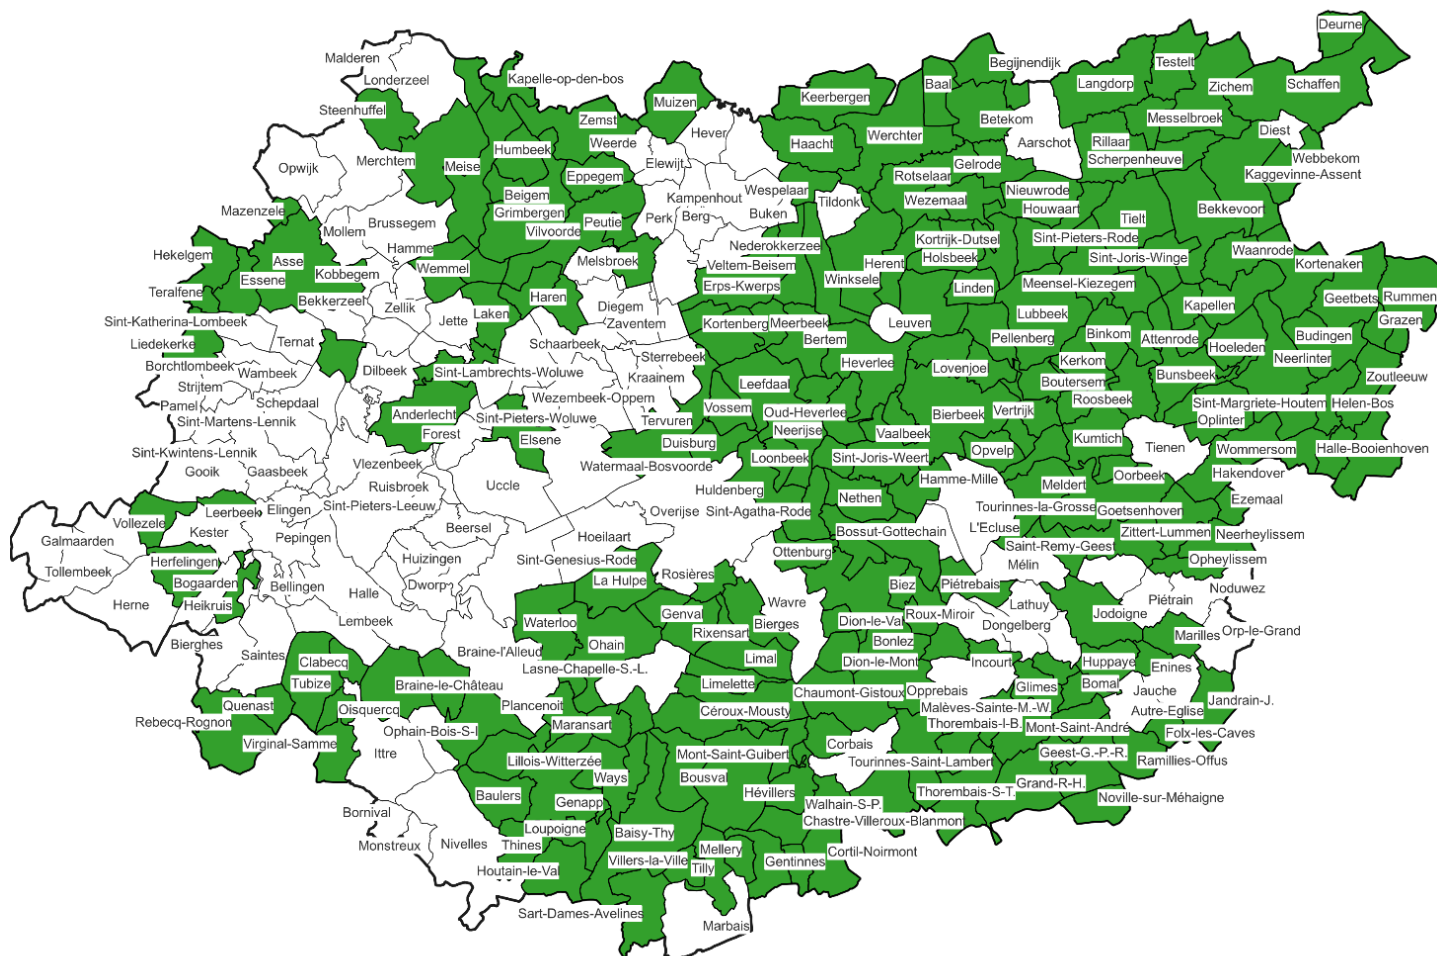 Deurne
Malderen
Begijnendijk
Testelt
Londerzeel
Kapelle-op-den-bos
Baal
Langdorp
Zichem
Schaffen
Keerbergen
Muizen
Steenhuffel
Zemst
Betekom
Messelbroek
Hever
Weerde
Haacht
Werchter
Aarschot
Rillaar
Diest
Humbeek
Merchtem
Meise
Elewijt
Gelrode
Scherpenheuve
Webbekom
Opwijk
Eppegem
Rotselaar
Kaggevinne-Assent
Wespelaar
Nieuwrode
Beigem
Kampenhout
Tildonk
Wezemaal
Houwaart
Mazenzele
Grimbergen
Perk
Berg
Buken
Bekkevoort
Brussegem
Peutie
Tielt
Mollem
Vilvoorde
Kortrijk-Dutsel
Sint-Pieters-Rode
Hekelgem
Hamme
Nederokkerzee
Waanrode
Asse
Melsbroek
Veltem-Beisem
Herent
Holsbeek
Sint-Joris-Winge
Kortenaken
Kobbegem
Wemmel
Essene
Winksele
Meensel-Kiezegem
Teralfene
Bekkerzeel
Haren
Erps-Kwerps
Linden
Geetbets
Rummen
Zellik
Diegem
Kapellen
Sint-Katherina-Lombeek
Jette
Laken
Zaventem
Kortenberg
Meerbeek
Leuven
Lubbeek
Grazen
Liedekerke
Ternat
Schaarbeek
Bertem
Pellenberg
Binkom
Attenrode
Budingen
Hoeleden
Borchtlombeek
Sterrebeek
Heverlee
Kerkom
Neerlinter
Wambeek
Dilbeek
Sint-Lambrechts-Woluwe
Kraainem
Lovenjoe
Bunsbeek
Zoutleeuw
Strijtem
Leefdaal
Boutersem
Pamel
Schepdaal
Wezembeek-Oppem
Roosbeek
Sint-Margriete-Houtem
Helen-Bos
Anderlecht
Sint-Pieters-Woluwe
Vossem
Oud-Heverlee
Bierbeek
Vertrijk
Sint-Martens-Lennik
Tervuren
Oplinter
Forest
Elsene
Duisburg
Neerijse
Vaalbeek
Kumtich
Sint-Kwintens-Lennik
Opvelp
Tienen
Wommersom
Halle-Booienhoven
Vlezenbeek
Watermaal-Bosvoorde
Loonbeek
Sint-Joris-Weert
Gooik
Gaasbeek
Hamme-Mille
Oorbeek
Hakendover
Ruisbroek
Uccle
Huldenberg
Meldert
Nethen
Ezemaal
Leerbeek
Elingen
Sint-Pieters-Leeuw
Overijse
Sint-Agatha-Rode
Tourinnes-la-Grosse
Goetsenhoven
Vollezele
Kester
Beersel
L'Ecluse
Bossut-Gottechain
Zittert-Lummen
Neerheylissem
Galmaarden
Pepingen
Hoeilaart
Saint-Remy-Geest
Herfelingen
Huizingen
Sint-Genesius-Rode
Ottenburg
Opheylissem
Tollembeek
Mélin
Bogaarden
Bellingen
Dworp
La Hulpe
Rosières
Biez
Piétrebais
Noduwez
Halle
Herne
Heikruis
Wavre
Lathuy
Piétrain
Genval
Roux-Miroir
Jodoigne
Lembeek
Waterloo
Bierges
Dion-le-Val
Dongelberg
Rixensart
Orp-le-Grand
Bierghes
Ohain
Bonlez
Marilles
Saintes
Braine-l'Alleud
Limal
Clabecq
Lasne-Chapelle-S.-L.
Dion-le-Mont
Incourt
Huppaye
Enines
Tubize
Braine-le-Château
Limelette
Chaumont-Gistoux
Opprebais
Glimes
Bomal
Jauche
Jandrain-J.
Quenast
Oisquercq
Plancenoit
Céroux-Mousty
Malèves-Sainte-M.-W.
Autre-Eglise
Rebecq-Rognon
Maransart
Thorembais-I-B.
Mont-Saint-André
Folx-les-Caves
Ophain-Bois-S-I
Virginal-Samme
Corbais
Ittre
Mont-Saint-Guibert
Geest-G.-P.-R.
Lillois-Witterzée
Tourinnes-Saint-Lambert
Ramillies-Offus
Ways
Bousval
Grand-R-H.
Baulers
Hévillers
Thorembais-S-T.
Genapp
Walhain-S-P.
Noville-sur-Méhaigne
Bornival
Chastre-Villeroux-Blanmont
Loupoigne
Baisy-Thy
Monstreux
Nivelles
Thines
Mellery
Cortil-Noirmont
Villers-la-Ville
Gentinnes
Houtain-le-Val
Tilly
Sart-Dames-Avelines
Marbais